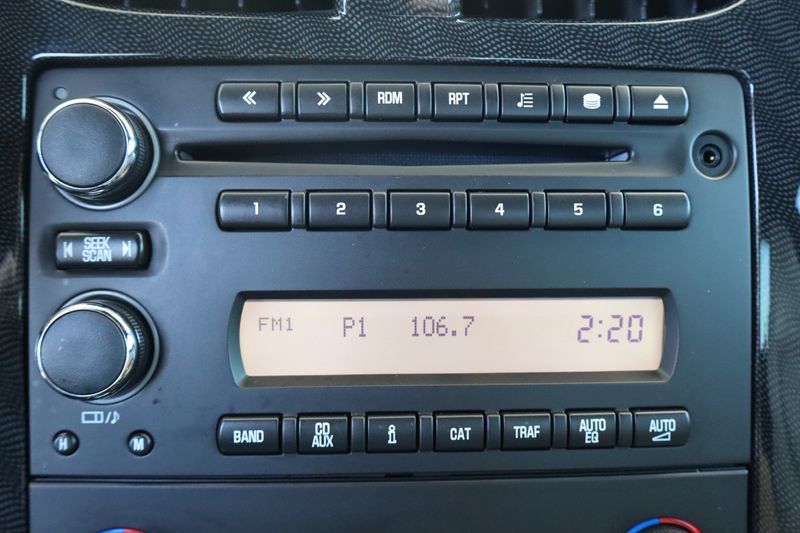 RDM RPT
1 2 3 4 5 6
SEEK
SCAN
FM1 P1 106.7 2:20
H M
BAND CD
AUX i CAT TRAF AUTO
EQ AUTO